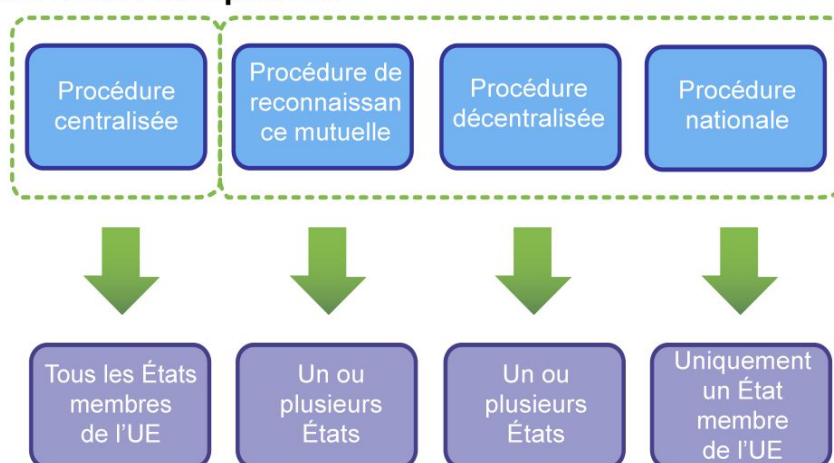 Procédure
centralisée
Procédure de
reconnaissan
ce mutuelle
Procédure
décentralisée
Procédure
nationale
Tous les États
membres
de l'UE
Un ou
plusieurs
États
Un ou
plusieurs
États
Uniquement
un État
membre
de l'UE